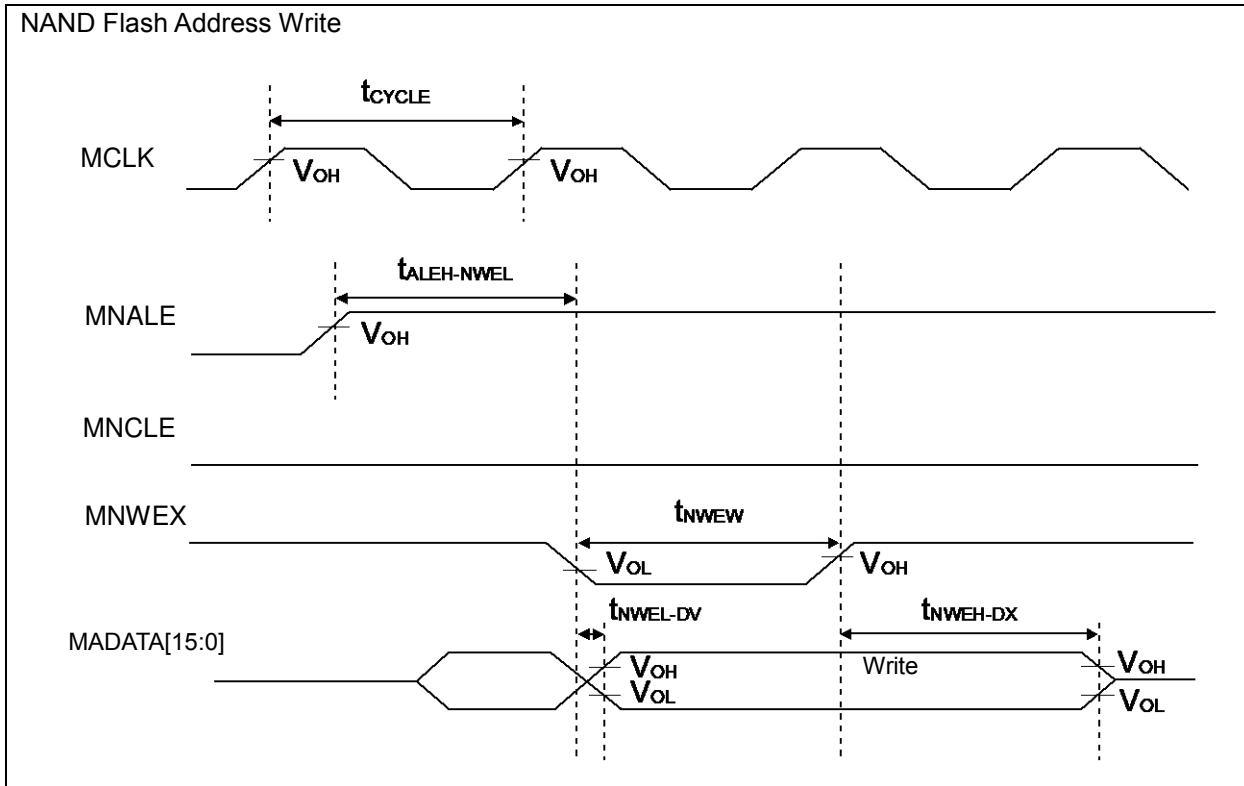 NAND Flash Address Write
tCYCLE
MCLK
VOH
VOH
tALEH-NWEL
MNALE
VOH
MNCLE
MNWEX
tNWEW
VOL
VOH
tNWEL-DV
tNWEH-DX
MADATA[15:0]
VOH
Write
VOH
VOL
VOL